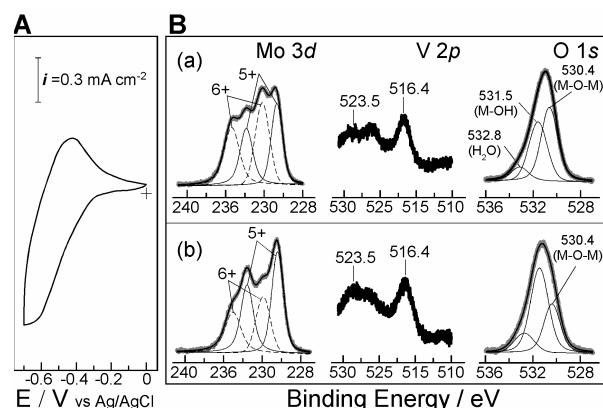 A
i=0.3 mA cm-2
-0.6 -0.4 -0.2 0
E / V vs Ag/AgCl
B
Mo 3d V 2p O 1s
(a)
5+
6+
523.5
516.4
530.4
(M-O-M)
531.5
(M-OH)
532.8
(H2O)
240 236 232 228
530 525 520 515 510
536 532 528
(b)
5+
6+
523.5
516.4
530.4
(M-O-M)
240 236 232 228
530 525 520 515 510
536 532 528
Binding Energy / eV